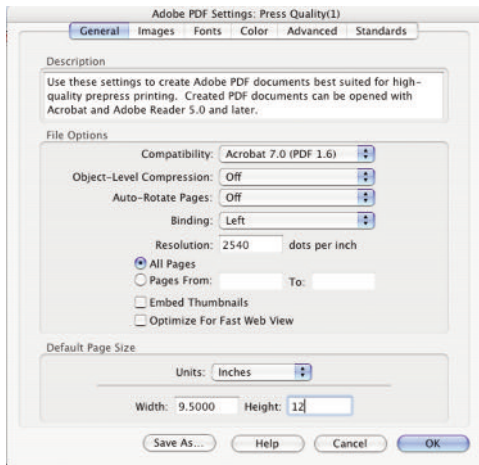 Adobe PDF Settings: Press Quality(1)
General Images Fonts Color Advanced Standards
Description
Use these settings to create Adobe PDF documents best suited for high-
quality prepress printing. Created PDF documents can be opened with
Acrobat and Adobe Reader 5.0 and later.
File Options
Compatibility: Acrobat 7.0 (PDF 1.6)
Object-Level Compression: Off
Auto-Rotate Pages: Off
Binding: Left
Resolution: 2540 dots per inch
All Pages
Pages From: To:
Embed Thumbnails
Optimize For Fast Web View
Default Page Size
Units: Inches
Width: 9.5000 Height: 12
Save As... Help Cancel OK